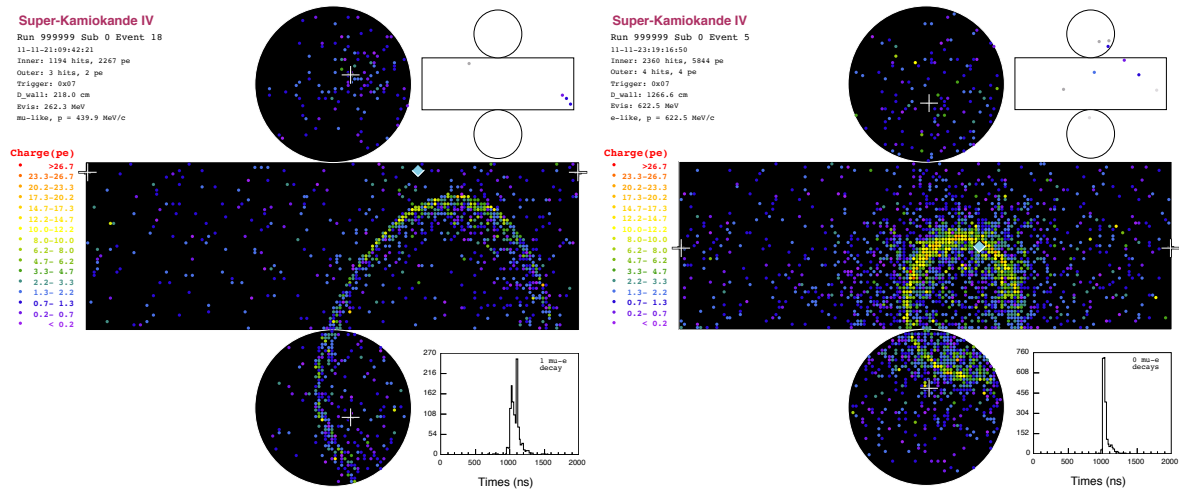 Super-Kamiokande IV
Run 999999 Sub 0 Event 18
11-11-21:09:42:21
Inner: 1194 hits, 2267 pe
Outer: 3 hits, 2 pe
Trigger: 0x07
D_wall: 218.0 cm
Evis: 262.3 MeV
mu-like, p = 439.9 MeV/c
Charge(pe)
>26.7
23.3-26.7
20.2-23.3
17.3-20.2
14.7-17.3
12.2-14.7
10.0-12.2
8.0-10.0
6.2- 8.0
4.7- 6.2
3.3- 4.7
2.2- 3.3
1.3- 2.2
0.7- 1.3
0.2- 0.7
< 0.2
1 mu-e
decay
270
216
162
108
54
0
0 500 1000 1500 2000
Times (ns)
Super-Kamiokande IV
Run 999999 Sub 0 Event 5
11-11-23:19:16:50
Inner: 2360 hits, 5844 pe
Outer: 4 hits, 4 pe
Trigger: 0x07
D_wall: 1266.6 cm
Evis: 622.5 MeV
e-like, p = 622.5 MeV/c
Charge(pe)
>26.7
23.3-26.7
20.2-23.3
17.3-20.2
14.7-17.3
12.2-14.7
10.0-12.2
8.0-10.0
6.2- 8.0
4.7- 6.2
3.3- 4.7
2.2- 3.3
1.3- 2.2
0.7- 1.3
0.2- 0.7
< 0.2
0 mu-e
decays
760
608
456
304
152
0
0 500 1000 1500 2000
Times (ns)